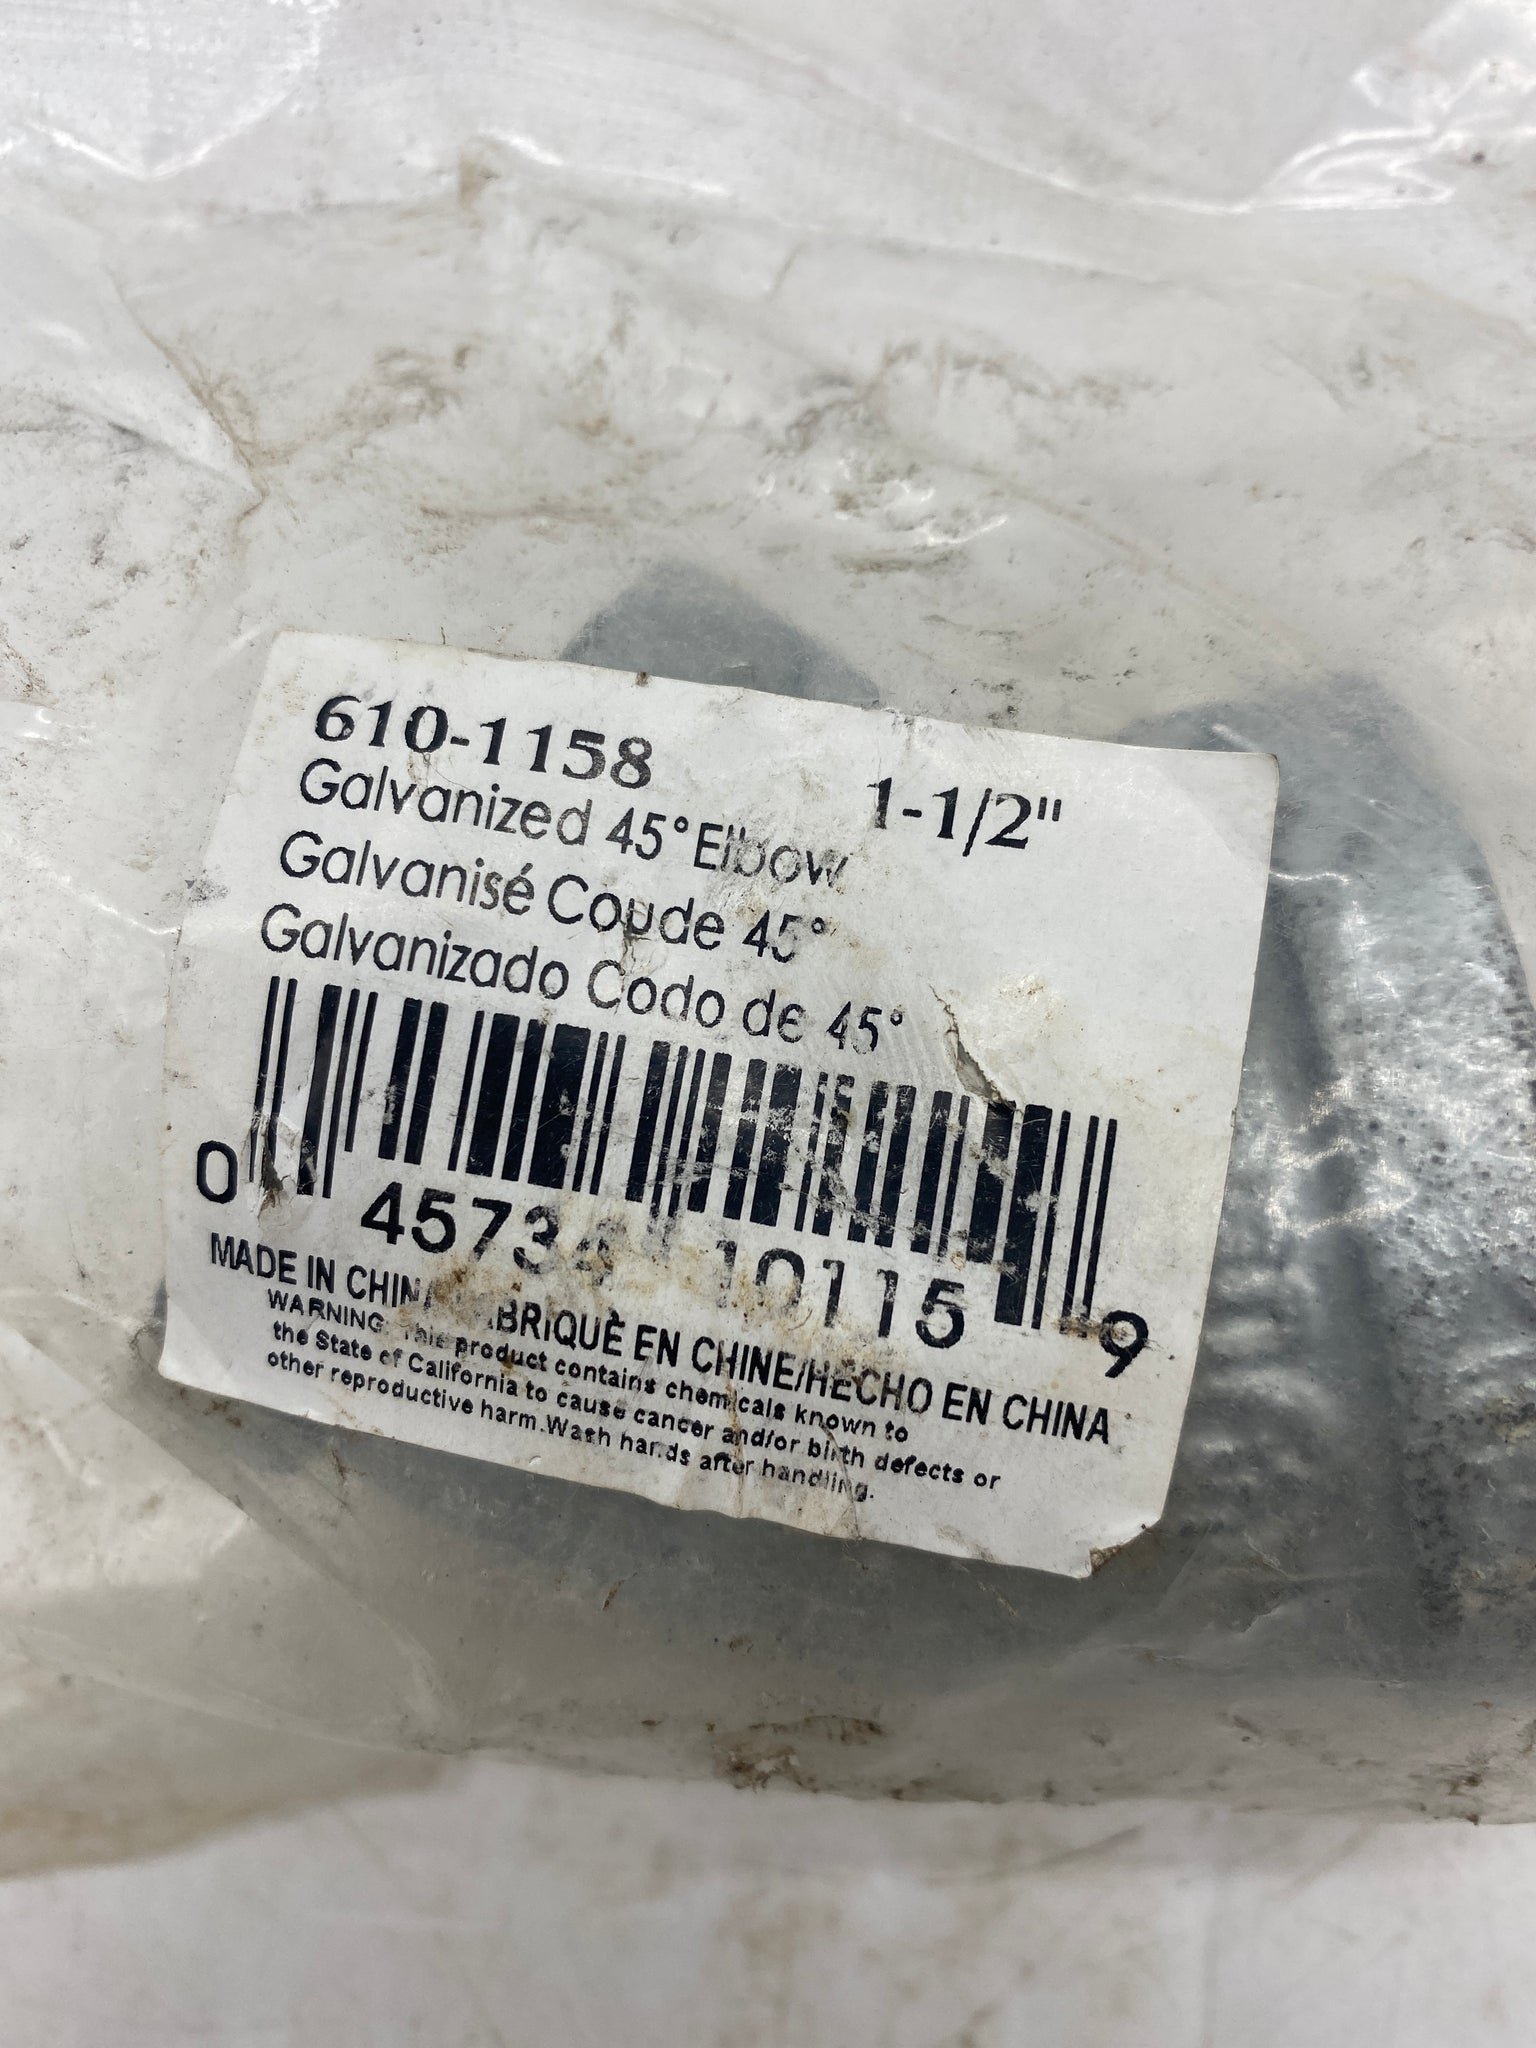 610-1158 1-1/2"
Galvanized 45° Elbow
Galvanisé Coude 45°
Galvanizado Codo de 45°
0 45734 10115 9
MADE IN CHINA/FABRIQUÈ EN CHINE/HECHO EN CHINA
WARNING: This product contains chemicals known to
the State of California to cause cancer and/or birth defects or
other reproductive harm.Wash hands after handling.